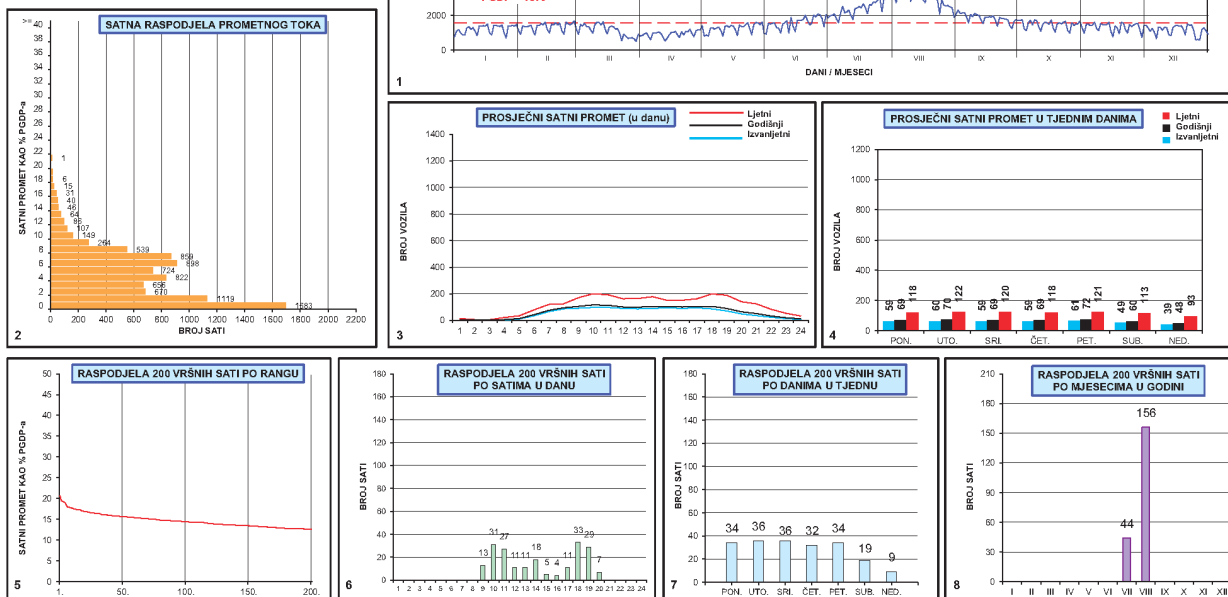 2000
0
I II III IV V VI VII VIII IX X XI XII
DANI / MJESECI
1
SATNA RASPODJELA PROMETNOG TOKA
SATNI PROMET KAO % PGDP-a
>=
40
38
36
34
32
30
28
26
24
22
20
18
16
14
12
10
8
6
4
2
0
1
6
15
31
40
46
64
86
107
149
264
539
859
898
724
822
656
670
1119
1683
0 200 400 600 800 1000 1200 1400 1600 1800 2000 2200
BROJ SATI
2
PROSJEČNI SATNI PROMET (u danu)
Ljetni
Godišnji
Izvanljetni
BROJ VOZILA
1400
1200
1000
800
600
400
200
0
1 2 3 4 5 6 7 8 9 10 11 12 13 14 15 16 17 18 19 20 21 22 23 24
3
PROSJEČNI SATNI PROMET U TJEDNIM DANIMA
Ljetni
Godišnji
Izvanljetni
BROJ VOZILA
1200
1000
800
600
400
200
0
59 69 118 60 70 122 59 69 120 59 69 118 61 72 121 49 60 113 39 48 93
PON. UTO. SRI. ČET. PET. SUB. NED.
4
RASPODJELA 200 VRŠNIH SATI PO RANGU
SATNI PROMET KAO % PGDP-a
50
45
40
35
30
25
20
15
10
5
0
1. 50. 100. 150. 200.
5
RASPODJELA 200 VRŠNIH SATI
PO SATIMA U DANU
BROJ SATI
180
160
140
120
100
80
60
40
20
0
13 31 27 11 11 18 5 4 11 33 29 7
1 2 3 4 5 6 7 8 9 10 11 12 13 14 15 16 17 18 19 20 21 22 23 24
6
RASPODJELA 200 VRŠNIH SATI
PO DANIMA U TJEDNU
BROJ SATI
180
160
140
120
100
80
60
40
20
0
34 36 36 32 34 19 9
PON. UTO. SRI. ČET. PET. SUB. NED.
7
RASPODJELA 200 VRŠNIH SATI
PO MJESECIMA U GODINI
BROJ SATI
210
180
150
120
90
60
30
0
44 156
I II III IV V VI VII VIII IX X XI XII
8